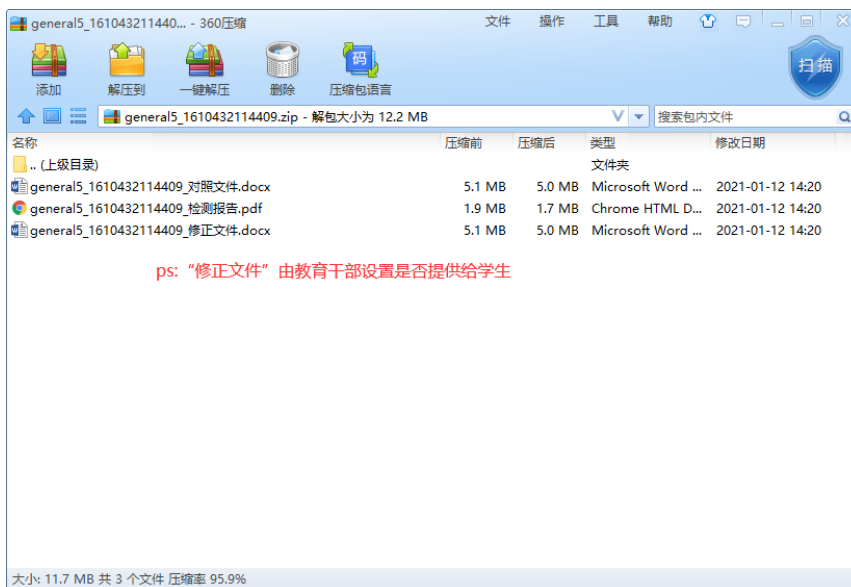 general5_161043211440... - 360压缩 文件 操作 工具 帮助
添加 解压到 一键解压 删除 压缩包语言 扫描
码
general5_1610432114409.zip - 解包大小为 12.2 MB 搜索包内文件
名称 压缩前 压缩后 类型 修改日期
.. (上级目录) 文件夹
general5_1610432114409_对照文件.docx 5.1 MB 5.0 MB Microsoft Word ... 2021-01-12 14:20
general5_1610432114409_检测报告.pdf 1.9 MB 1.7 MB Chrome HTML D... 2021-01-12 14:20
general5_1610432114409_修正文件.docx 5.1 MB 5.0 MB Microsoft Word ... 2021-01-12 14:20
ps:“修正文件”由教育干部设置是否提供给学生
大小: 11.7 MB 共 3 个文件 压缩率 95.9%